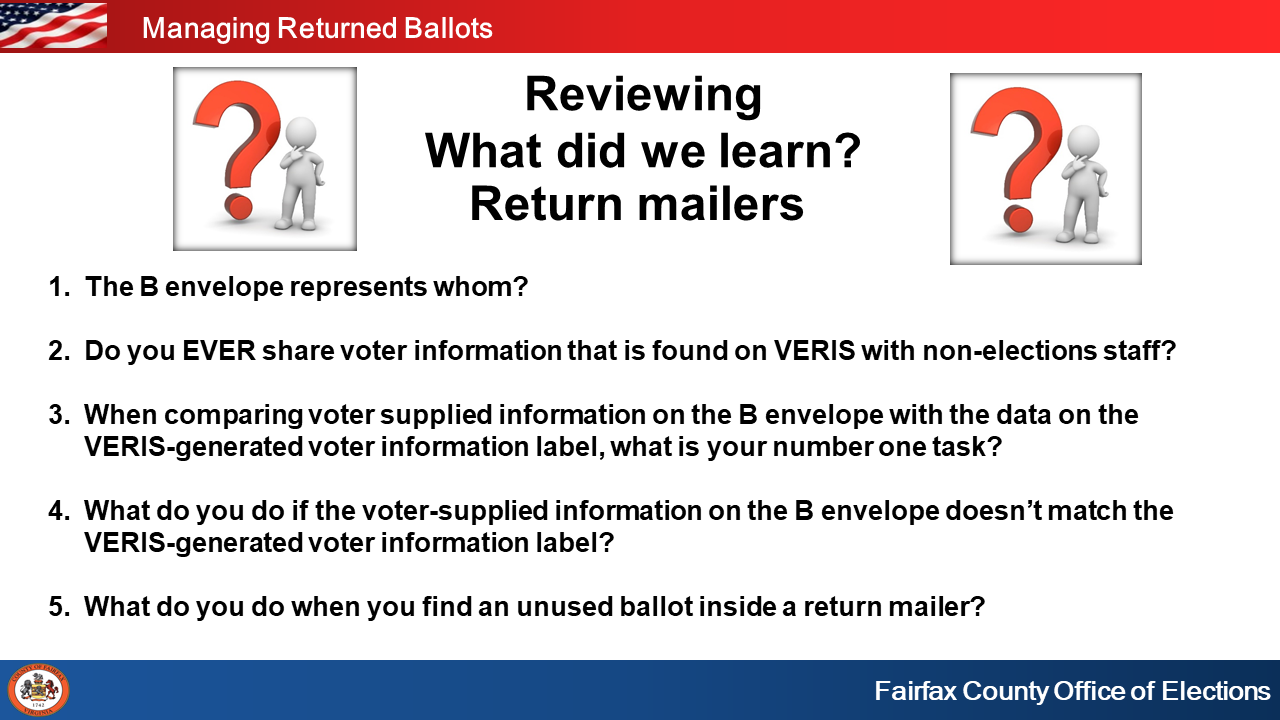 Managing Returned Ballots
Reviewing
What did we learn?
Return mailers
1. The B envelope represents whom?
2. Do you EVER share voter information that is found on VERIS with non-elections staff?
3. When comparing voter supplied information on the B envelope with the data on the
VERIS-generated voter information label, what is your number one task?
4. What do you do if the voter-supplied information on the B envelope doesn’t match the
VERIS-generated voter information label?
5. What do you do when you find an unused ballot inside a return mailer?
COUNTY OF FAIRFAX
1742
VIRGINIA
Fairfax County Office of Elections